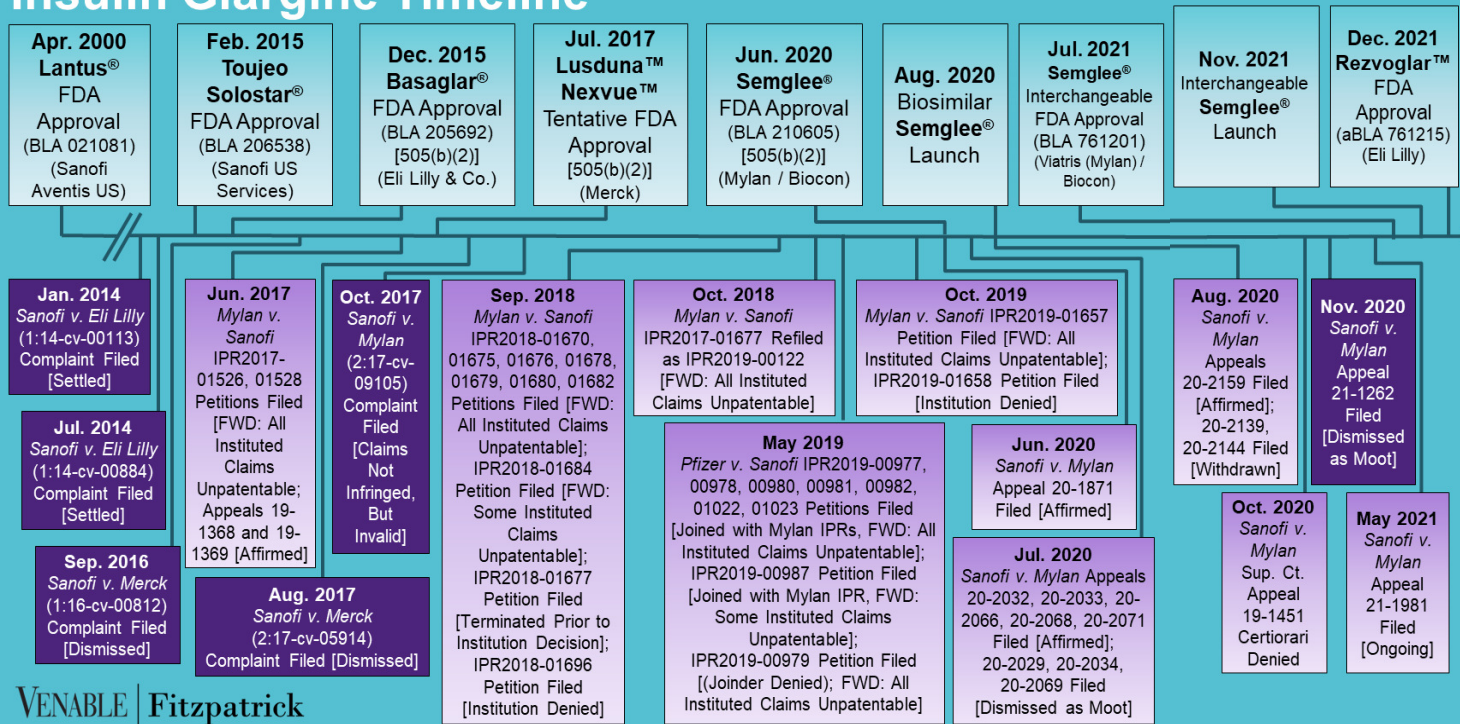 Insulin Glargine Timeline
Apr. 2000
Lantus®
FDA
Approval
(BLA 021081)
(Sanofi
Aventis US)
Feb. 2015
Toujeo
Solostar®
FDA Approval
(BLA 206538)
(Sanofi US
Services)
Dec. 2015
Basaglar®
FDA Approval
(BLA 205692)
[505(b)(2)]
(Eli Lilly & Co.)
Jul. 2017
Lusduna™
Nexvue™
Tentative FDA
Approval
[505(b)(2)]
(Merck)
Jun. 2020
Semglee®
FDA Approval
(BLA 210605)
[505(b)(2)]
(Mylan / Biocon)
Aug. 2020
Biosimilar
Semglee®
Launch
Jul. 2021
Semglee®
Interchangeable
FDA Approval
(BLA 761201)
(Viatris (Mylan) /
Biocon)
Nov. 2021
Interchangeable
Semglee®
Launch
Dec. 2021
Rezvoglar™
FDA
Approval
(aBLA 761215)
(Eli Lilly)
Jan. 2014
Sanofi v. Eli Lilly
(1:14-cv-00113)
Complaint Filed
[Settled]
Jul. 2014
Sanofi v. Eli Lilly
(1:14-cv-00884)
Complaint Filed
[Settled]
Sep. 2016
Sanofi v. Merck
(1:16-cv-00812)
Complaint Filed
[Dismissed]
Jun. 2017
Mylan v.
Sanofi
IPR2017-
01526, 01528
Petitions Filed
[FWD: All
Instituted
Claims
Unpatentable;
Appeals 19-
1368 and 19-
1369 [Affirmed]
Aug. 2017
Sanofi v. Merck
(2:17-cv-05914)
Complaint Filed [Dismissed]
Oct. 2017
Sanofi v.
Mylan
(2:17-cv-
09105)
Complaint
Filed
[Claims
Not
Infringed,
But
Invalid]
Sep. 2018
Mylan v. Sanofi
IPR2018-01670,
01675, 01676, 01678,
01679, 01680, 01682
Petitions Filed [FWD:
All Instituted Claims
Unpatentable];
IPR2018-01684
Petition Filed [FWD:
Some Instituted
Claims
Unpatentable];
IPR2018-01677
Petition Filed
[Terminated Prior to
Institution Decision];
IPR2018-01696
Petition Filed
[Institution Denied]
Oct. 2018
Mylan v. Sanofi
IPR2017-01677 Refiled
as IPR2019-00122
[FWD: All Instituted
Claims Unpatentable]
May 2019
Pfizer v. Sanofi IPR2019-00977,
00978, 00980, 00981, 00982,
01022, 01023 Petitions Filed
[Joined with Mylan IPRs, FWD: All
Instituted Claims Unpatentable];
IPR2019-00987 Petition Filed
[Joined with Mylan IPR, FWD:
Some Instituted Claims
Unpatentable];
IPR2019-00979 Petition Filed
[(Joinder Denied); FWD: All
Instituted Claims Unpatentable]
Oct. 2019
Mylan v. Sanofi IPR2019-01657
Petition Filed [FWD: All
Instituted Claims Unpatentable];
IPR2019-01658 Petition Filed
[Institution Denied]
Jun. 2020
Sanofi v. Mylan
Appeal 20-1871
Filed [Affirmed]
Jul. 2020
Sanofi v. Mylan Appeals
20-2032, 20-2033, 20-
2066, 20-2068, 20-2071
Filed [Affirmed];
20-2029, 20-2034,
20-2069 Filed
[Dismissed as Moot]
Aug. 2020
Sanofi v.
Mylan
Appeals
20-2159 Filed
[Affirmed];
20-2139,
20-2144 Filed
[Withdrawn]
Oct. 2020
Sanofi v.
Mylan
Sup. Ct.
Appeal
19-1451
Certiorari
Denied
Nov. 2020
Sanofi v.
Mylan
Appeal
21-1262
Filed
[Dismissed
as Moot]
May 2021
Sanofi v.
Mylan
Appeal
21-1981
Filed
[Ongoing]
VENABLE | Fitzpatrick